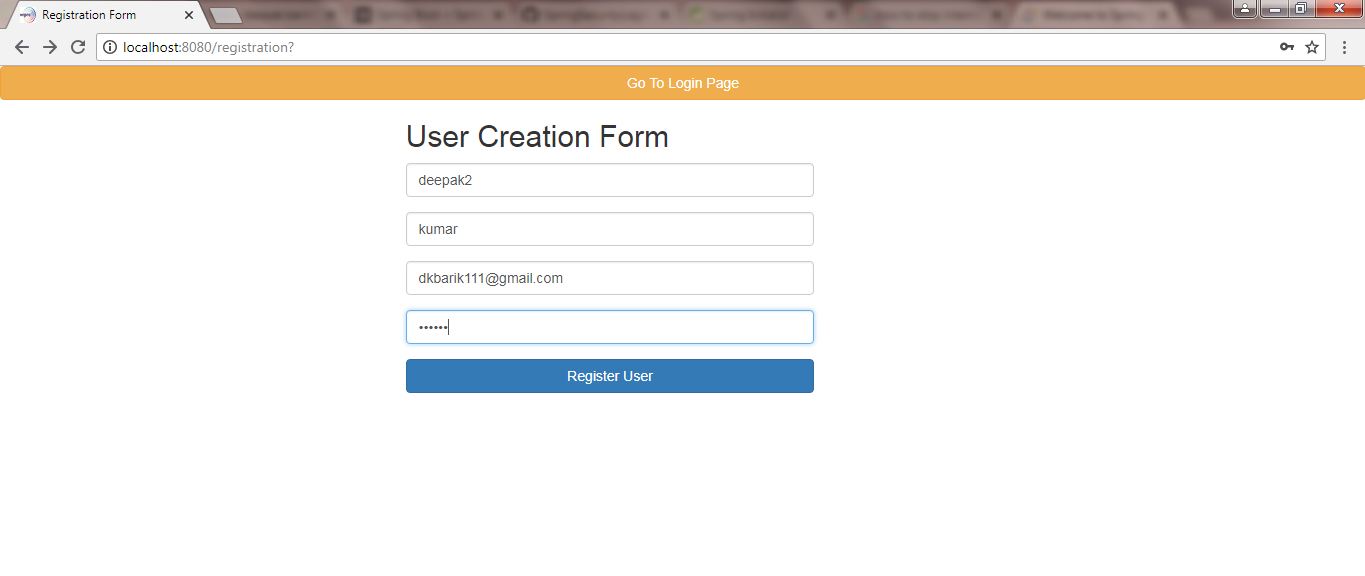 Registration Form
localhost:8080/registration?
Go To Login Page
User Creation Form
deepak2
kumar
dkbarik111@gmail.com
••••••
Register User